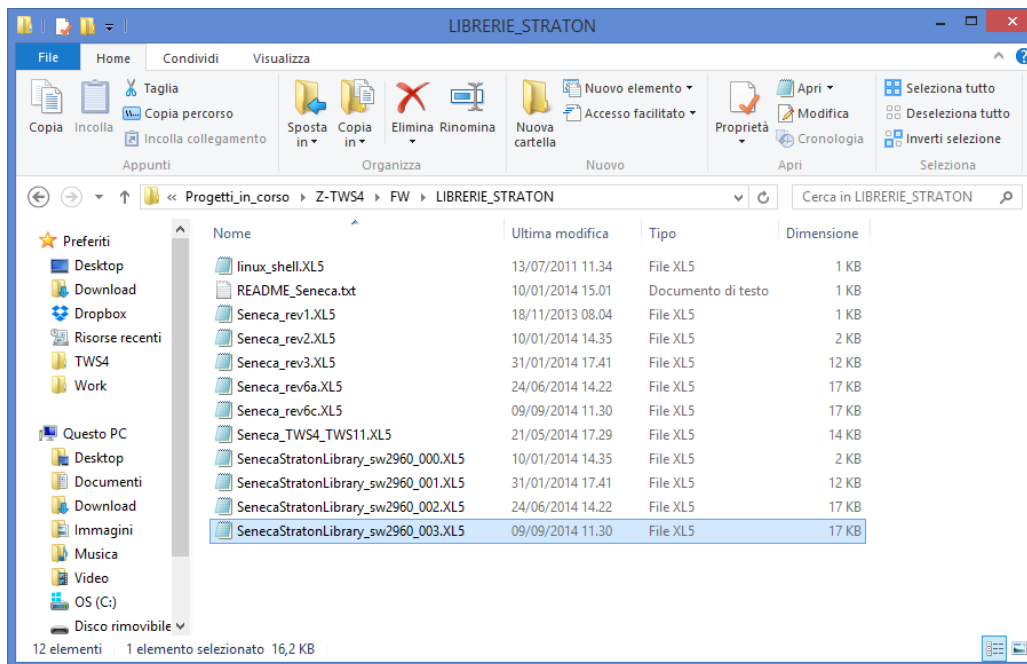 LIBRERIE_STRATON
File Home Condividi Visualizza
Copia
Incolla
Taglia
Copia percorso
Incolla collegamento
Appunti
Sposta in
Copia in
Elimina
Rinomina
Organizza
Nuova cartella
Nuovo elemento
Accesso facilitato
Nuovo
Proprietà
Apri
Modifica
Cronologia
Apri
Seleziona tutto
Deseleziona tutto
Inverti selezione
Seleziona
« Progetti_in_corso Z-TWS4 FW LIBRERIE_STRATON
Cerca in LIBRERIE_STRATON
Preferiti
Desktop
Download
Dropbox
Risorse recenti
TWS4
Work
Questo PC
Desktop
Documenti
Download
Immagini
Musica
Video
OS (C:)
Disco rimovibile
Nome Ultima modifica Tipo Dimensione
linux_shell.XL5 13/07/2011 11.34 File XL5 1 KB
README_Seneca.txt 10/01/2014 15.01 Documento di testo 1 KB
Seneca_rev1.XL5 18/11/2013 08.04 File XL5 1 KB
Seneca_rev2.XL5 10/01/2014 14.35 File XL5 2 KB
Seneca_rev3.XL5 31/01/2014 17.41 File XL5 12 KB
Seneca_rev6a.XL5 24/06/2014 14.22 File XL5 17 KB
Seneca_rev6c.XL5 09/09/2014 11.30 File XL5 17 KB
Seneca_TWS4_TWS11.XL5 21/05/2014 17.29 File XL5 14 KB
SenecaStratonLibrary_sw2960_000.XL5 10/01/2014 14.35 File XL5 2 KB
SenecaStratonLibrary_sw2960_001.XL5 31/01/2014 17.41 File XL5 12 KB
SenecaStratonLibrary_sw2960_002.XL5 24/06/2014 14.22 File XL5 17 KB
SenecaStratonLibrary_sw2960_003.XL5 09/09/2014 11.30 File XL5 17 KB
12 elementi 1 elemento selezionato 16,2 KB